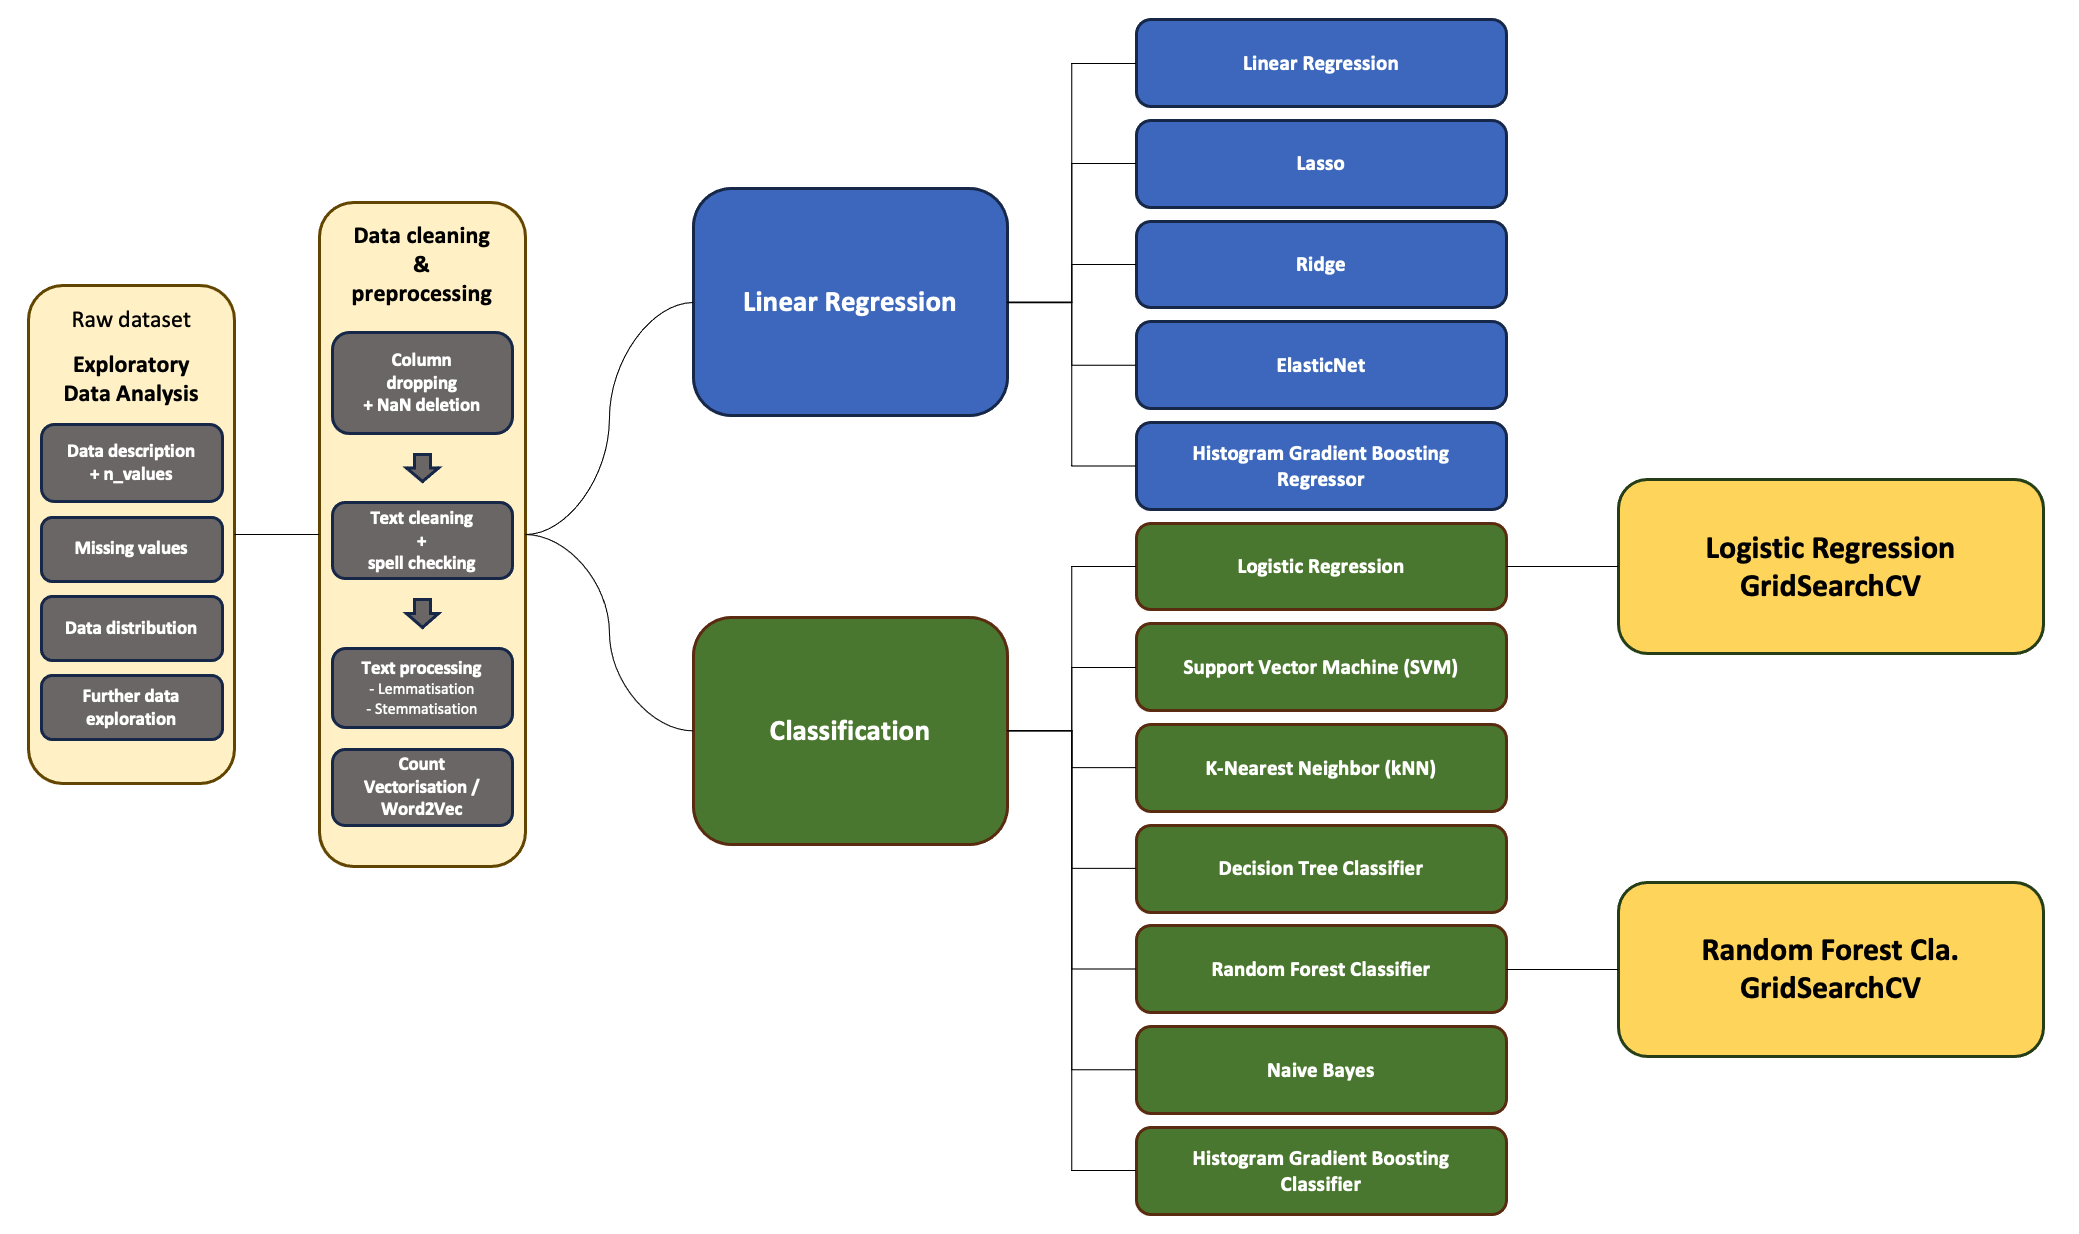 Raw dataset
Exploratory
Data Analysis
Data description
+ n_values
Missing values
Data distribution
Further data
exploration
Data cleaning
&
preprocessing
Column
dropping
+ NaN deletion
Text cleaning
+
spell checking
Text processing
- Lemmatisation
- Stemmatisation
Count
Vectorisation /
Word2Vec
Linear Regression
Classification
Linear Regression
Lasso
Ridge
ElasticNet
Histogram Gradient Boosting
Regressor
Logistic Regression
Support Vector Machine (SVM)
K-Nearest Neighbor (kNN)
Decision Tree Classifier
Random Forest Classifier
Naive Bayes
Histogram Gradient Boosting
Classifier
Logistic Regression
GridSearchCV
Random Forest Cla.
GridSearchCV